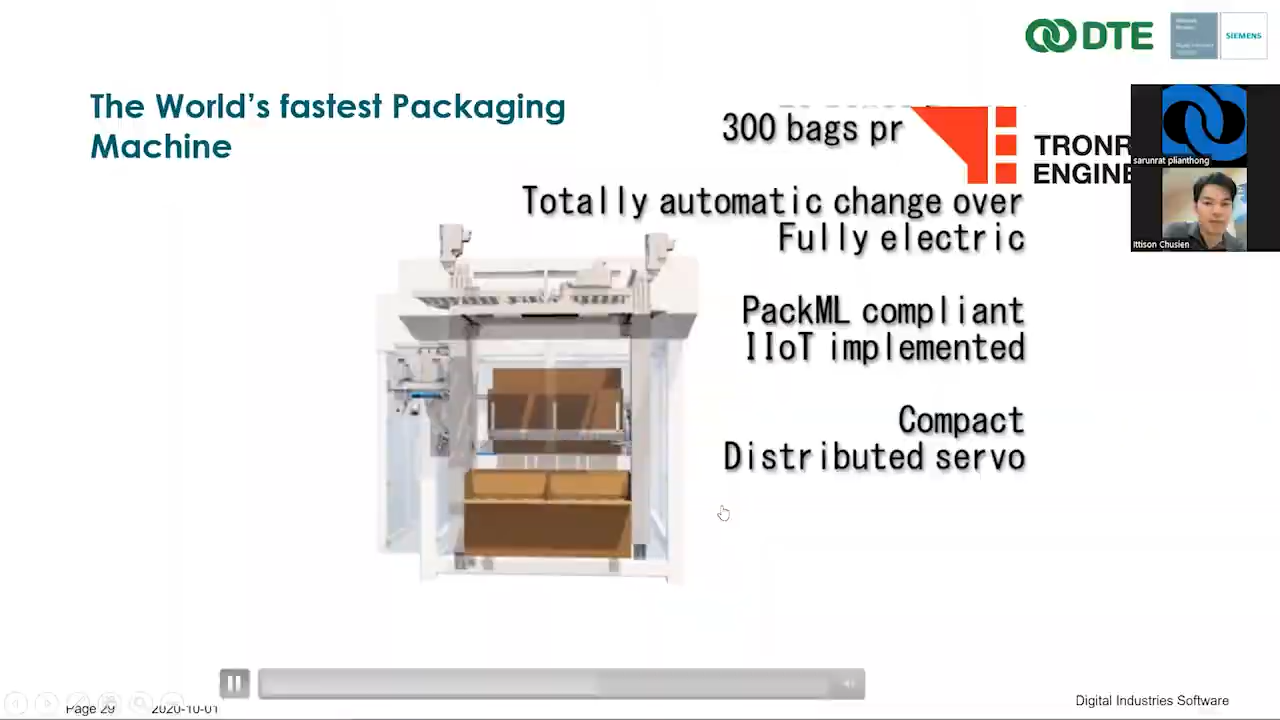 DTE
SIEMENS
The World's fastest Packaging
Machine
300 bags pr
TRONR
ENGINE
Totally automatic change over
Fully electric
PackML compliant
IIoT implemented
Compact
Distributed servo
sarunrat plianthong
Ittison Chusien
Digital Industries Software
Page 29
2020-10-01